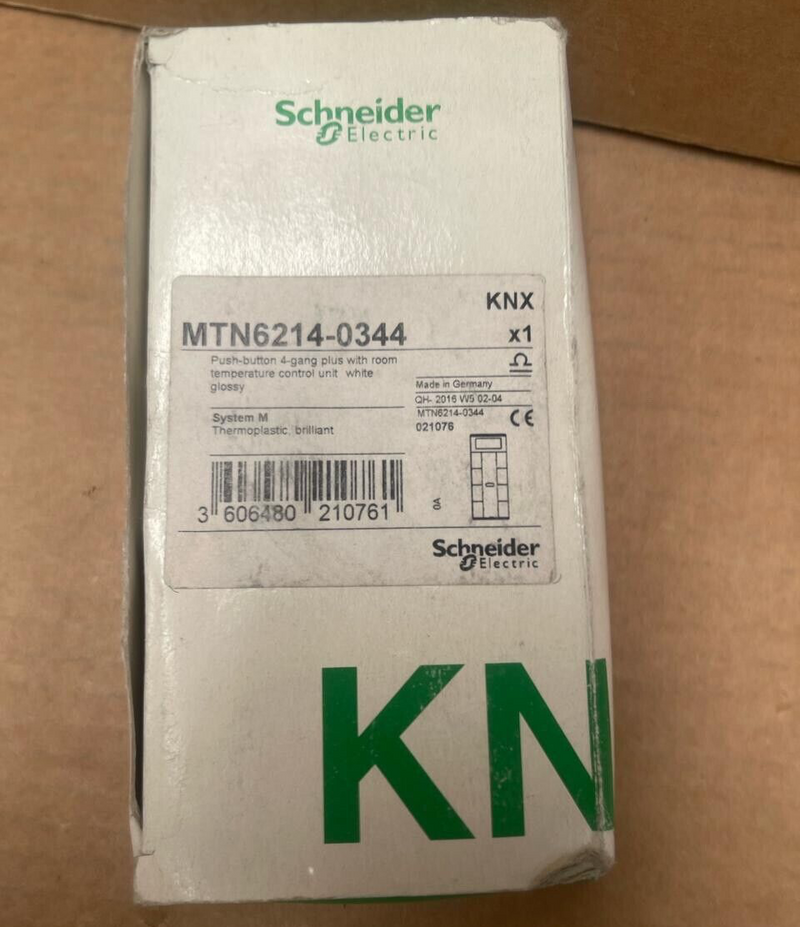 Schneider
Electric
KNX
MTN6214-0344
x1
Push-button 4-gang plus with room
temperature control unit white
glossy
Made in Germany
QH- 2016 W5 02-04
System M
MTN6214-0344
CE
Thermoplastic, brilliant
021076
0A
3 606480 210761
Schneider
Electric
KN